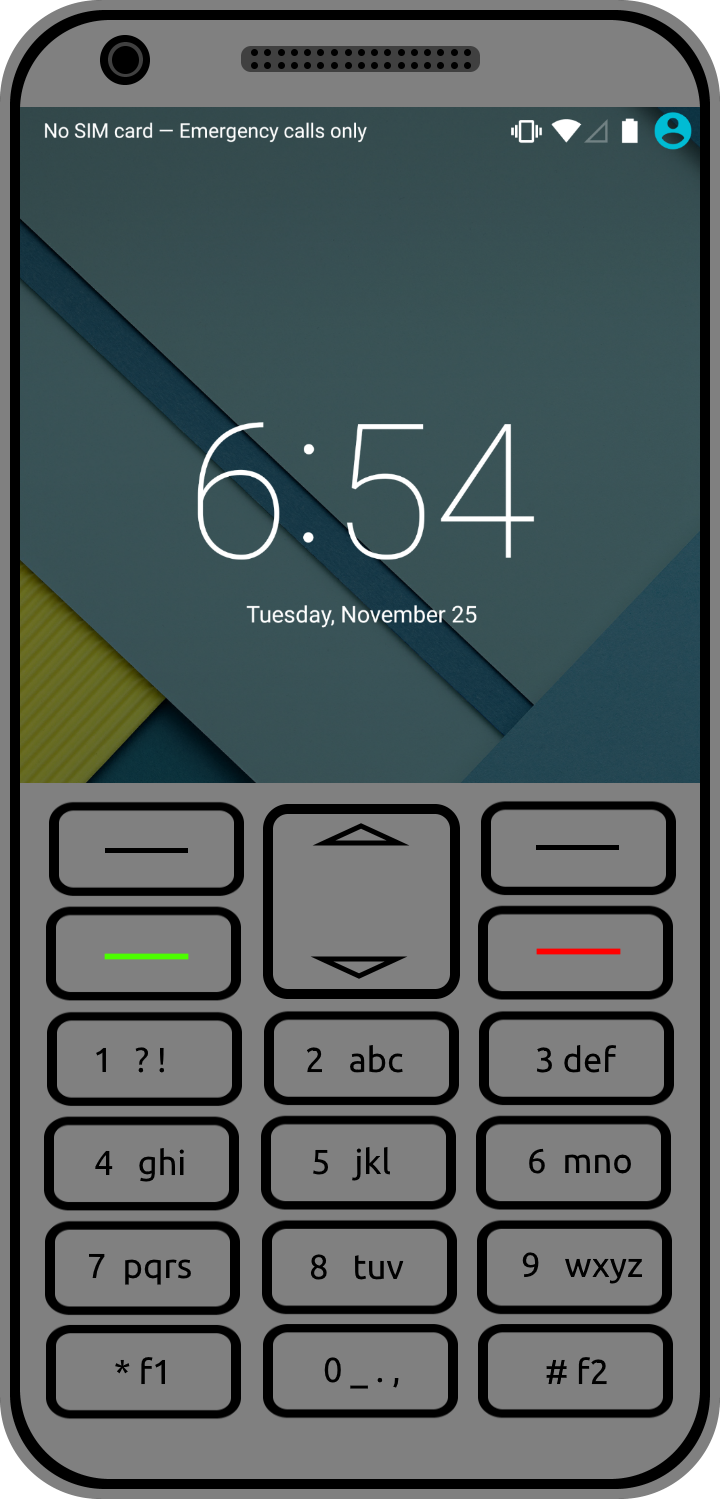 No SIM card — Emergency calls only
6:54
Tuesday, November 25
1 ?!
2 abc
3 def
4 ghi
5 jkl
6 mno
7 pqrs
8 tuv
9 wxyz
* f1
0 _ . ,
# f2